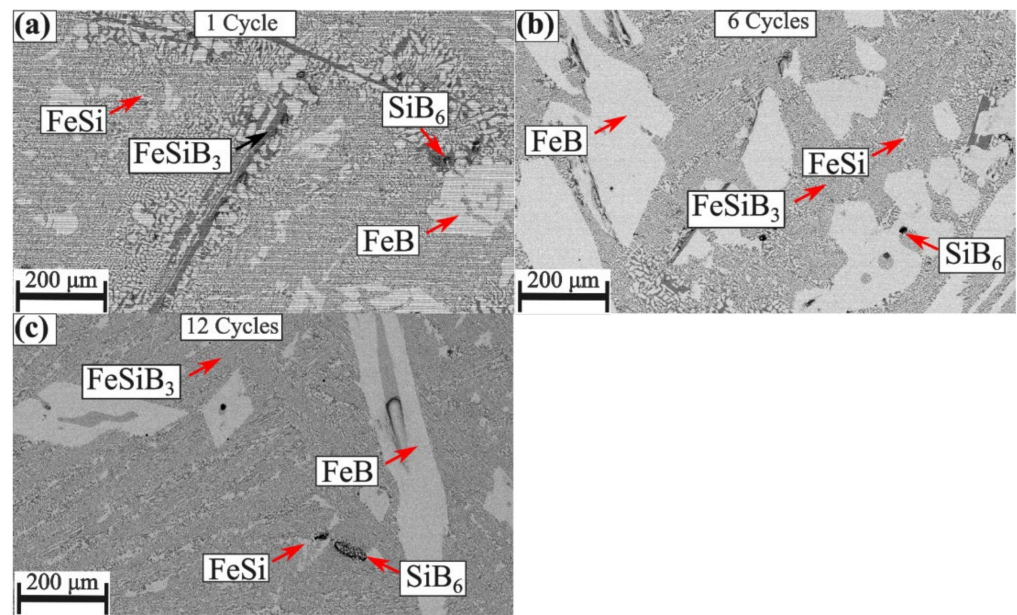 (a)
1 Cycle
FeSi
FeSiB₃
SiB₆
FeB
200 μm
(b)
6 Cycles
FeB
FeSi
FeSiB₃
SiB₆
200 μm
(c)
12 Cycles
FeSiB₃
FeB
FeSi
SiB₆
200 μm